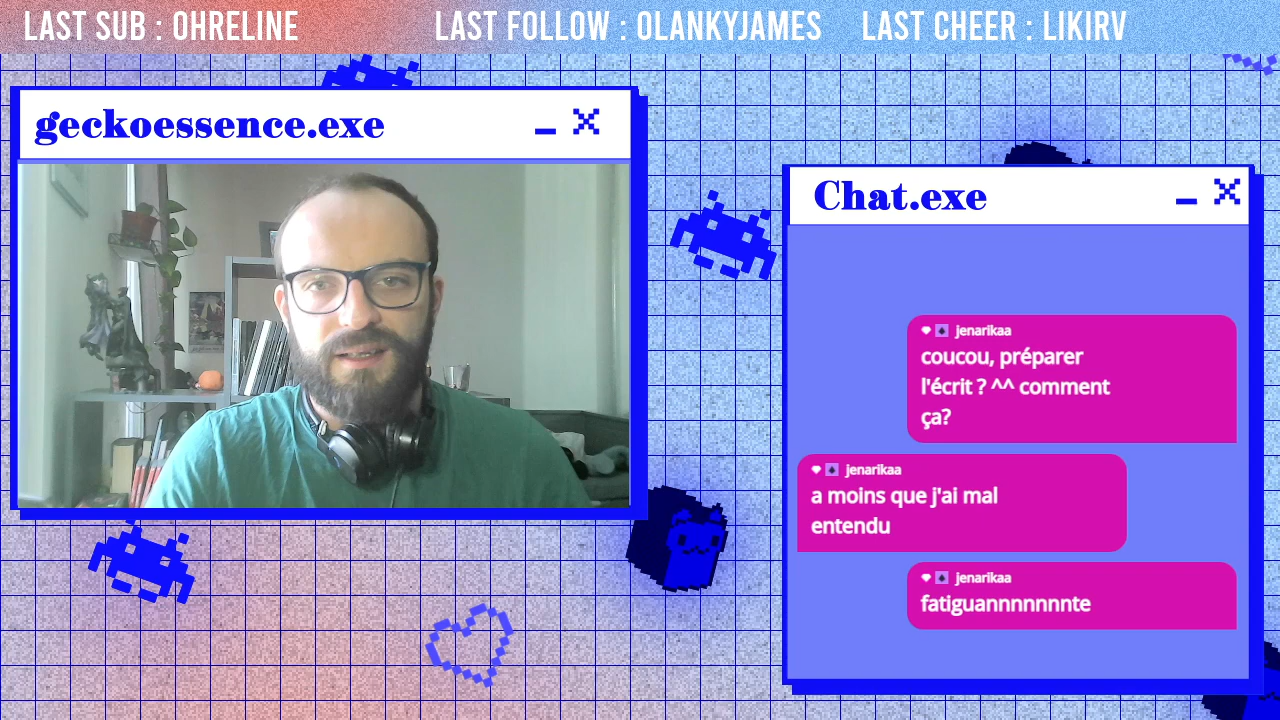 LAST SUB : OHRELINE
LAST FOLLOW : OLANKYJAMES
LAST CHEER : LIKIRV
geckoessence.exe
Chat.exe
jenarikaa
coucou, préparer
l'écrit ? ^^ comment
ça?
jenarikaa
a moins que j'ai mal
entendu
jenarikaa
fatiguannnnnnnte